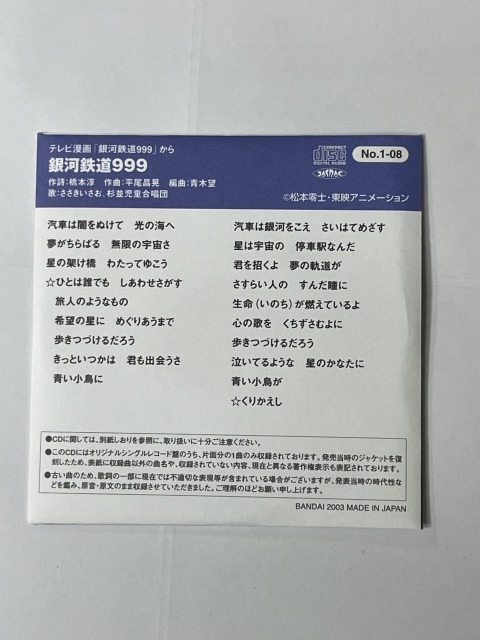 テレビ漫画「銀河鉄道999」から
銀河鉄道999
作詩:橋本淳 作曲:平尾昌晃 編曲:青木望
歌:ささきいさお、杉並児童合唱団
COMPACT
disc
DIGITAL AUDIO
No.1-08
©松本零士・東映アニメーション
汽車は闇をぬけて 光の海へ
夢がちらばる 無限の宇宙さ
星の架け橋 わたってゆこう
☆ひとは誰でも しあわせさがす
旅人のようなもの
希望の星に めぐりあうまで
歩きつづけるだろう
きっといつかは 君も出会うさ
青い小鳥に
汽車は銀河をこえ さいはてめざす
星は宇宙の 停車駅なんだ
君を招くよ 夢の軌道が
さすらい人の すんだ瞳に
生命(いのち)が燃えているよ
心の歌を くちずさむよに
歩きつづけるだろう
泣いてるような 星のかなたに
青い小鳥が
☆くりかえし
●CDに関しては、別紙しおりを参照に、取り扱いに十分ご注意ください。
●このCDにはオリジナルシングルレコード盤のうち、片面分の1曲のみ収録されております。発売当時のジャケットを復
刻したため、表紙に収録曲以外の曲名や、収録されていない内容、現在と異なる著作権表示も表記されております。
●古い曲のため、歌詞の一部に現在では不適切な表現等が含まれている場合がございますが、発表当時の時代性な
どを鑑み、原音・原文のまま収録させていただきました。ご理解のほどお願い申し上げます。
BANDAI 2003 MADE IN JAPAN